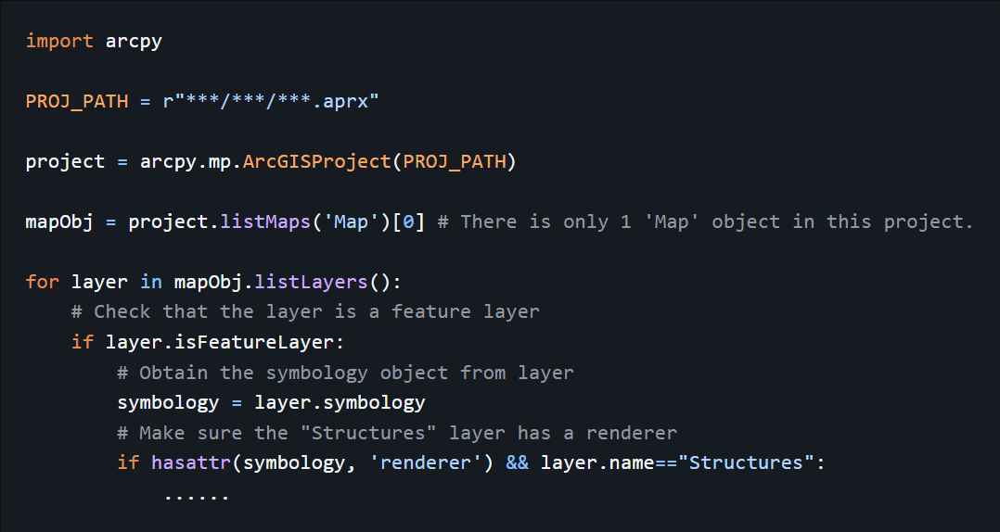 import arcpy
PROJ_PATH = r"***/***/***.aprx"
project = arcpy.mp.ArcGISProject(PROJ_PATH)
mapObj = project.listMaps('Map')[0] # There is only 1 'Map' object in this project.
for layer in mapObj.listLayers():
    # Check that the layer is a feature layer
    if layer.isFeatureLayer:
        # Obtain the symbology object from layer
        symbology = layer.symbology
        # Make sure the "Structures" layer has a renderer
        if hasattr(symbology, 'renderer') && layer.name=="Structures":
            ......